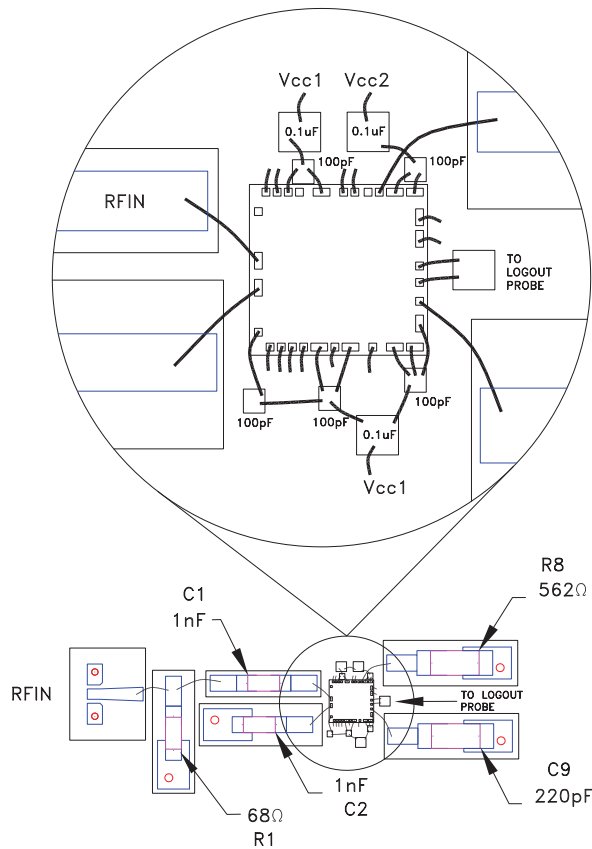 Vcc1
Vcc2
0.1uF
0.1uF
100pF
100pF
RFIN
TO
LOGOUT
PROBE
100pF
100pF
100pF
0.1uF
Vcc1
R8
562Ω
C1
1nF
RFIN
TO LOGOUT
PROBE
1nF
C2
68Ω
R1
C9
220pF